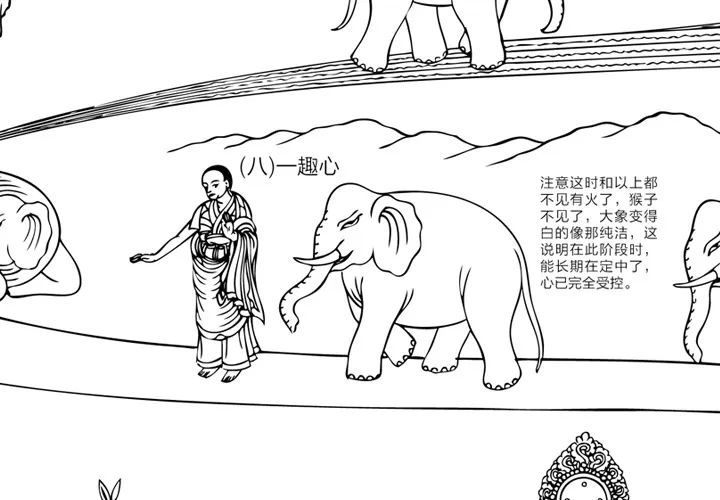 (八)一趣心
注意这时和以上都
不见有火了，猴子
不见了，大象变得
白的像那纯洁，这
说明在此阶段时，
能长期在定中了，
心已完全受控。